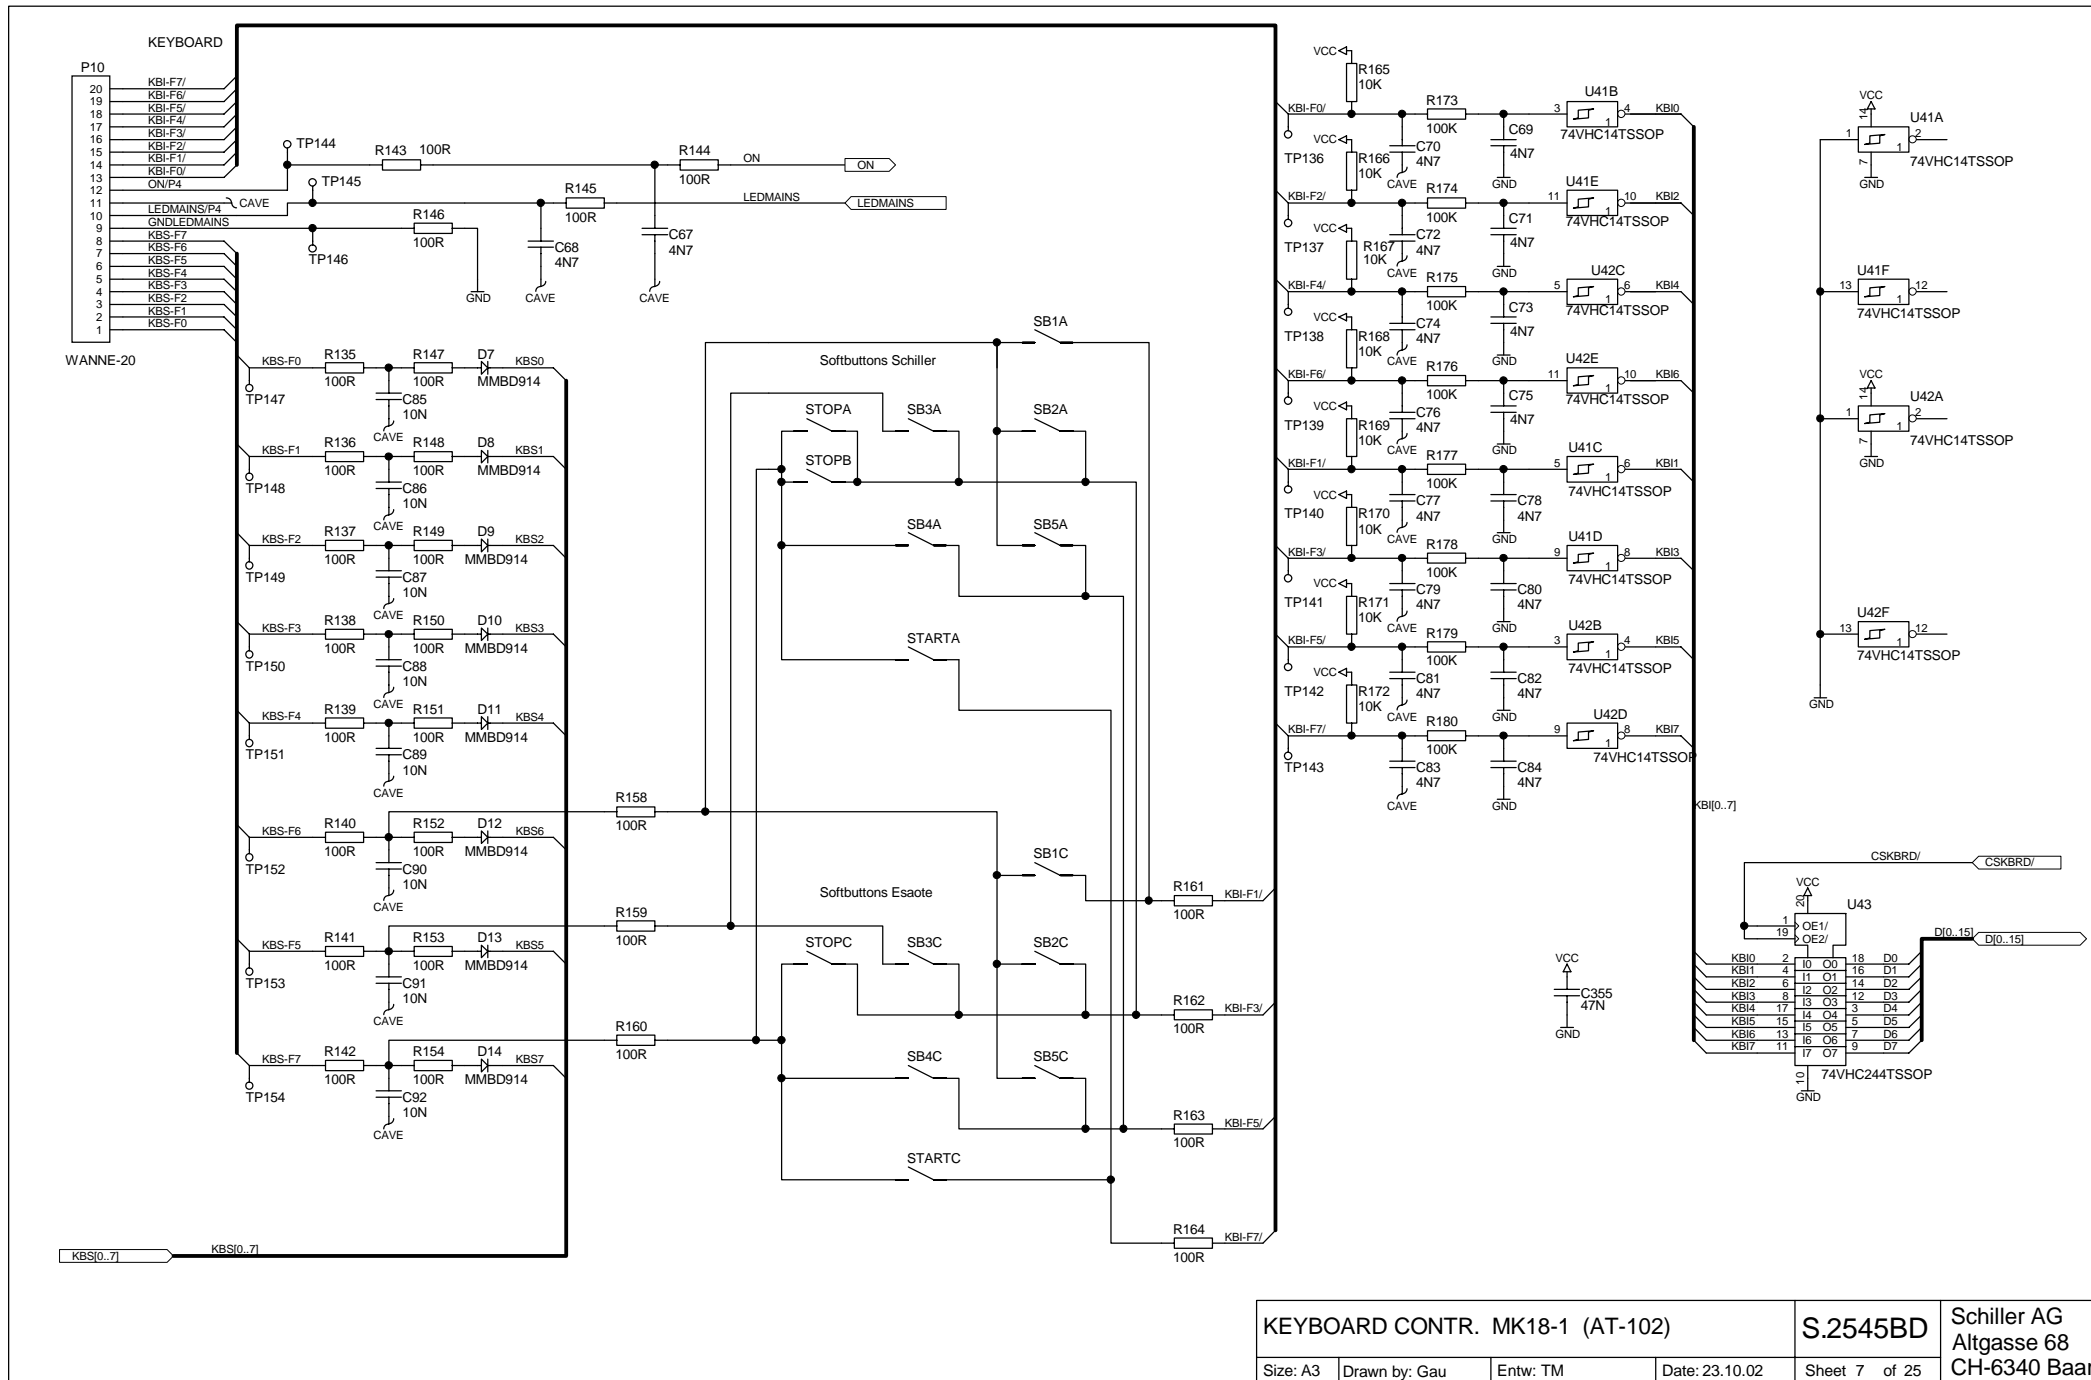 KEYBOARD
P10
20 KBI-F7/
19 KBI-F6/
18 KBI-F5/
17 KBI-F4/
16 KBI-F3/
15 KBI-F2/
14 KBI-F1/
13 KBI-F0/
12 ON/P4
11 CAVE
10 LEDMAINS/P4
9 GNDLEDMAINS
8 KBS-F7
7 KBS-F6
6 KBS-F5
5 KBS-F4
4 KBS-F3
3 KBS-F2
2 KBS-F1
1 KBS-F0
WANNE-20
TP144
R143 100R
R144 100R
ON
ON
TP145
R145 100R
LEDMAINS
LEDMAINS
TP146
R146 100R
GND
C68 4N7
CAVE
C67 4N7
CAVE
KBS-F0 R135 100R R147 100R D7 MMBD914 KBS0
TP147 C85 10N CAVE
KBS-F1 R136 100R R148 100R D8 MMBD914 KBS1
TP148 C86 10N CAVE
KBS-F2 R137 100R R149 100R D9 MMBD914 KBS2
TP149 C87 10N CAVE
KBS-F3 R138 100R R150 100R D10 MMBD914 KBS3
TP150 C88 10N CAVE
KBS-F4 R139 100R R151 100R D11 MMBD914 KBS4
TP151 C89 10N CAVE
KBS-F6 R140 100R R152 100R D12 MMBD914 KBS6
TP152 C90 10N CAVE
KBS-F5 R141 100R R153 100R D13 MMBD914 KBS5
TP153 C91 10N CAVE
KBS-F7 R142 100R R154 100R D14 MMBD914 KBS7
TP154 C92 10N CAVE
KBS[0..7] KBS[0..7]
R158 100R
R159 100R
R160 100R
Softbuttons Schiller
SB1A
STOPA SB3A SB2A
STOPB
SB4A SB5A
STARTA
Softbuttons Esaote
SB1C
STOPC SB3C SB2C
SB4C SB5C
STARTC
R161 100R KBI-F1/
R162 100R KBI-F3/
R163 100R KBI-F5/
R164 100R KBI-F7/
VCC R165 10K
KBI-F0/ R173 100K 3 U41B 1 4 KBI0
TP136 C70 4N7 CAVE C69 4N7 GND 74VHC14TSSOP
VCC R166 10K
KBI-F2/ R174 100K 11 U41E 1 10 KBI2
TP137 C72 4N7 CAVE C71 4N7 GND 74VHC14TSSOP
VCC R167 10K
KBI-F4/ R175 100K 5 U42C 1 6 KBI4
TP138 C74 4N7 CAVE C73 4N7 GND 74VHC14TSSOP
VCC R168 10K
KBI-F6/ R176 100K 11 U42E 1 10 KBI6
TP139 C76 4N7 CAVE C75 4N7 GND 74VHC14TSSOP
VCC R169 10K
KBI-F1/ R177 100K 5 U41C 1 6 KBI1
TP140 C77 4N7 CAVE C78 4N7 GND 74VHC14TSSOP
VCC R170 10K
KBI-F3/ R178 100K 9 U41D 1 8 KBI3
TP141 C79 4N7 CAVE C80 4N7 GND 74VHC14TSSOP
VCC R171 10K
KBI-F5/ R179 100K 3 U42B 1 4 KBI5
TP142 C81 4N7 CAVE C82 4N7 GND 74VHC14TSSOP
VCC R172 10K
KBI-F7/ R180 100K 9 U42D 1 8 KBI7
TP143 C83 4N7 CAVE C84 4N7 GND 74VHC14TSSOP
KBI[0..7]
VCC 14 U41A 1 1 2 7 GND 74VHC14TSSOP
U41F 13 1 12 74VHC14TSSOP
VCC 14 U42A 1 1 2 7 GND 74VHC14TSSOP
U42F 13 1 12 74VHC14TSSOP
GND
CSKBRD/ CSKBRD/
VCC 20 U43
1 OE1/
19 OE2/
D[0..15] D[0..15]
KBI0 2 I0 O0 18 D0
KBI1 4 I1 O1 16 D1
KBI2 6 I2 O2 14 D2
KBI3 8 I3 O3 12 D3
KBI4 17 I4 O4 3 D4
KBI5 15 I5 O5 5 D5
KBI6 13 I6 O6 7 D6
KBI7 11 I7 O7 9 D7
10 GND 74VHC244TSSOP
VCC C355 47N GND
KEYBOARD CONTR. MK18-1 (AT-102)
S.2545BD
Schiller AG
Altgasse 68
CH-6340 Baar
Size: A3 Drawn by: Gau Entw: TM Date: 23.10.02 Sheet 7 of 25